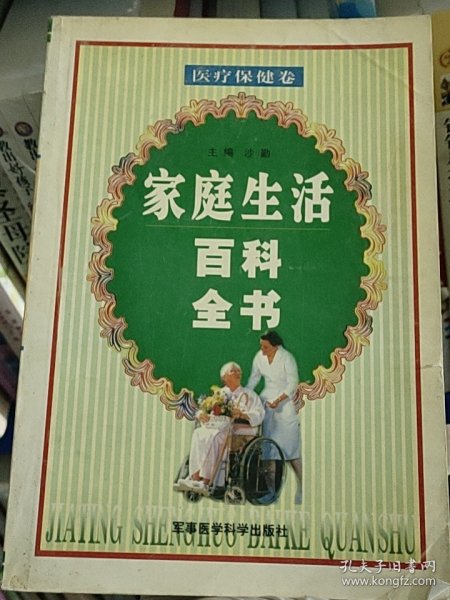 医疗保健卷
主编 沙勤
家庭生活
百科
全书
军事医学科学出版社
JIATING SHENGHUO BAIKE QUANSHU
孔夫子旧书网
www.kongfz.com